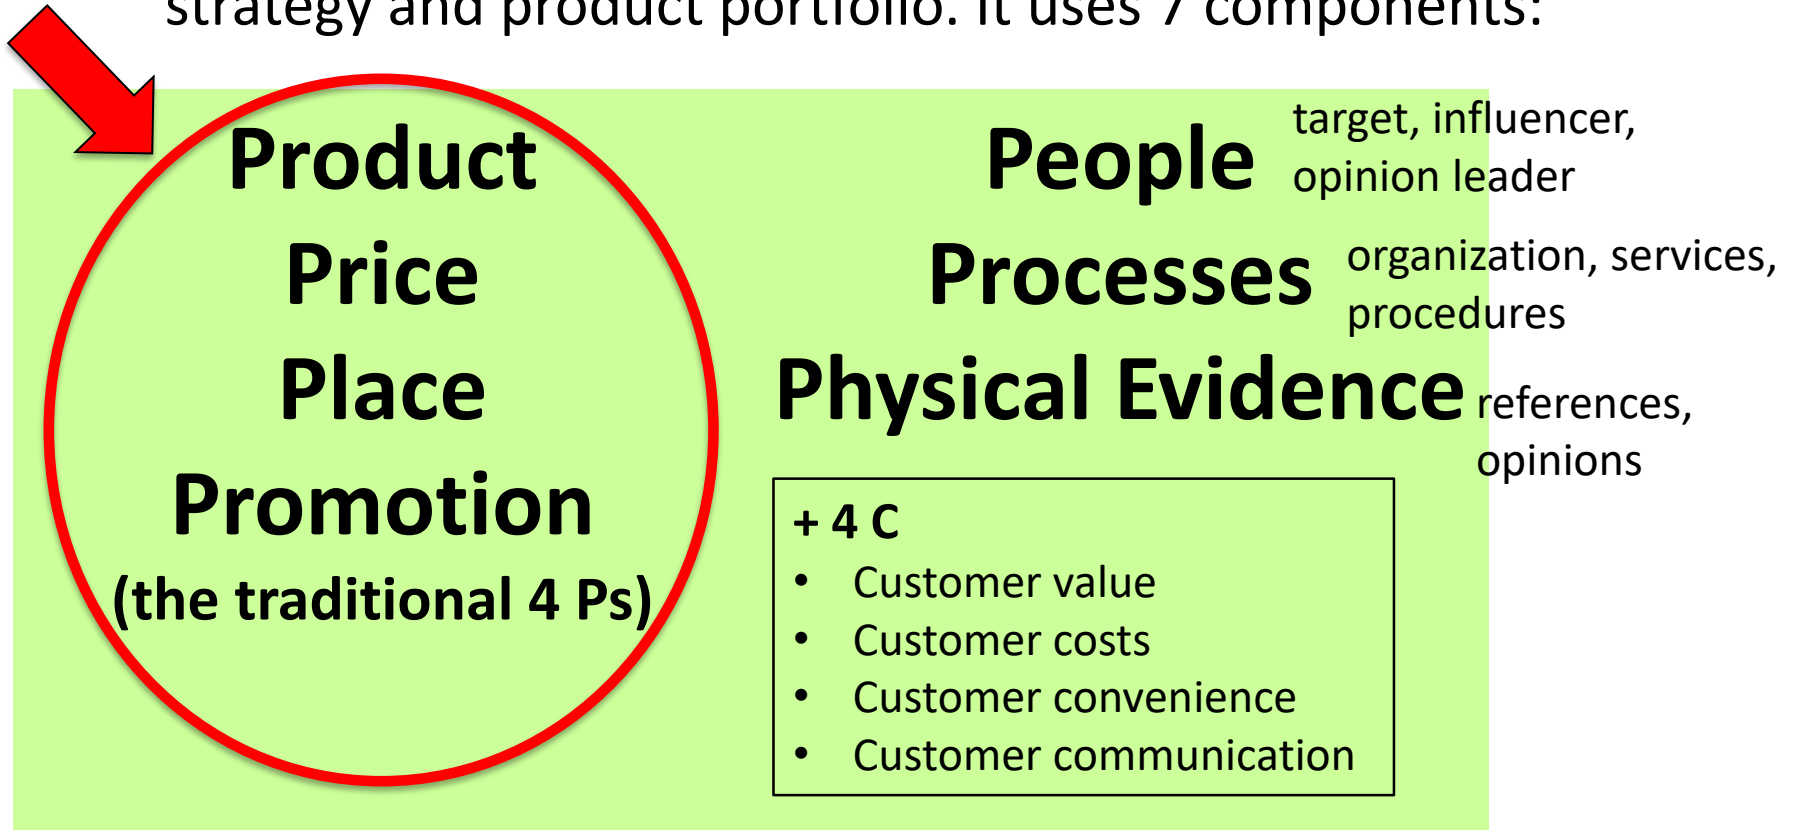 strategy and product portfolio. It uses 7 components:
Product
Price
Place
Promotion
(the traditional 4 Ps)
People
target, influencer,
opinion leader
Processes
organization, services,
procedures
Physical Evidence
references,
opinions
+ 4 C
• Customer value
• Customer costs
• Customer convenience
• Customer communication